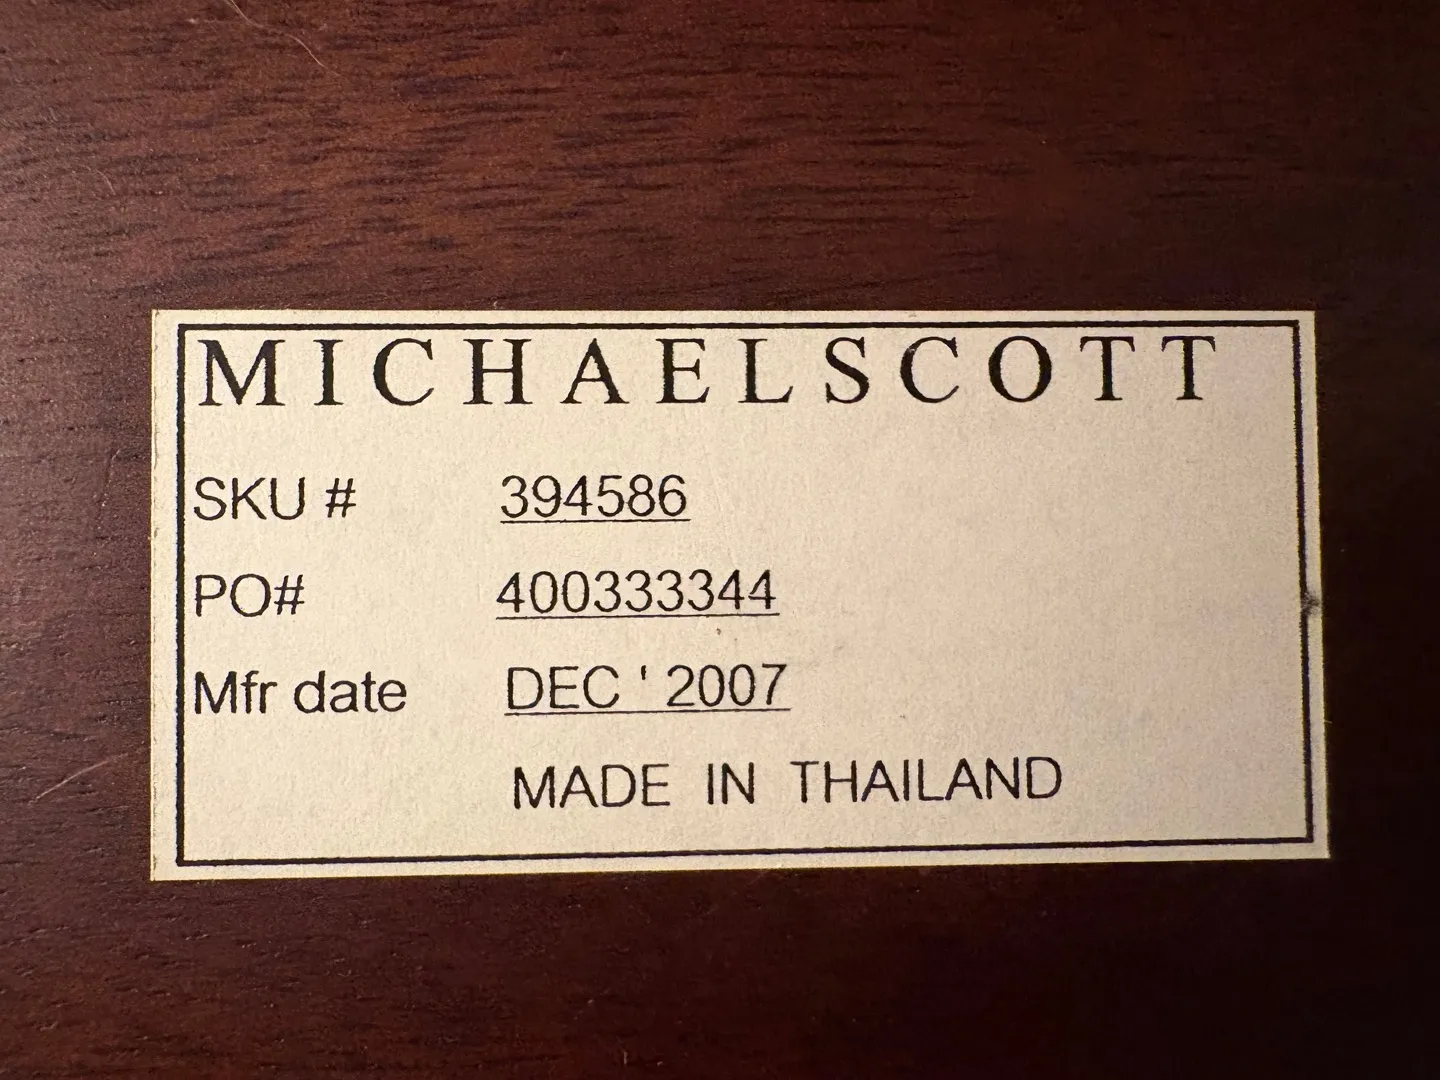 MICHAELSCOTT
SKU # 394586
PO# 400333344
Mfr date DEC ' 2007
MADE IN THAILAND